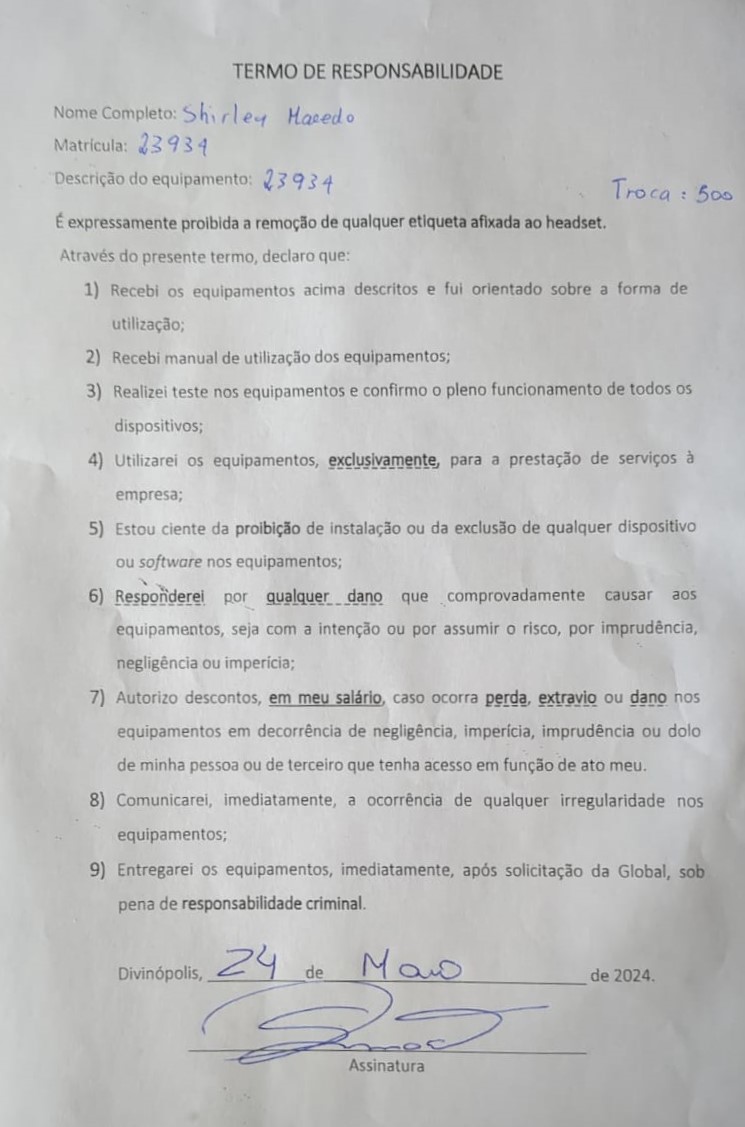 TERMO DE RESPONSABILIDADE
Nome Completo: Shirley Macedo
Matrícula: 23934
Descrição do equipamento: 23934
Troca : 500
É expressamente proibida a remoção de qualquer etiqueta afixada ao headset.
Através do presente termo, declaro que:
1) Recebi os equipamentos acima descritos e fui orientado sobre a forma de
utilização;
2) Recebi manual de utilização dos equipamentos;
3) Realizei teste nos equipamentos e confirmo o pleno funcionamento de todos os
dispositivos;
4) Utilizarei os equipamentos, exclusivamente, para a prestação de serviços à
empresa;
5) Estou ciente da proibição de instalação ou da exclusão de qualquer dispositivo
ou software nos equipamentos;
6) Responderei por qualquer dano que comprovadamente causar aos
equipamentos, seja com a intenção ou por assumir o risco, por imprudência,
negligência ou imperícia;
7) Autorizo descontos, em meu salário, caso ocorra perda, extravio ou dano nos
equipamentos em decorrência de negligência, imperícia, imprudência ou dolo
de minha pessoa ou de terceiro que tenha acesso em função de ato meu.
8) Comunicarei, imediatamente, a ocorrência de qualquer irregularidade nos
equipamentos;
9) Entregarei os equipamentos, imediatamente, após solicitação da Global, sob
pena de responsabilidade criminal.
Divinópolis, 24 de Maio de 2024.
Assinatura